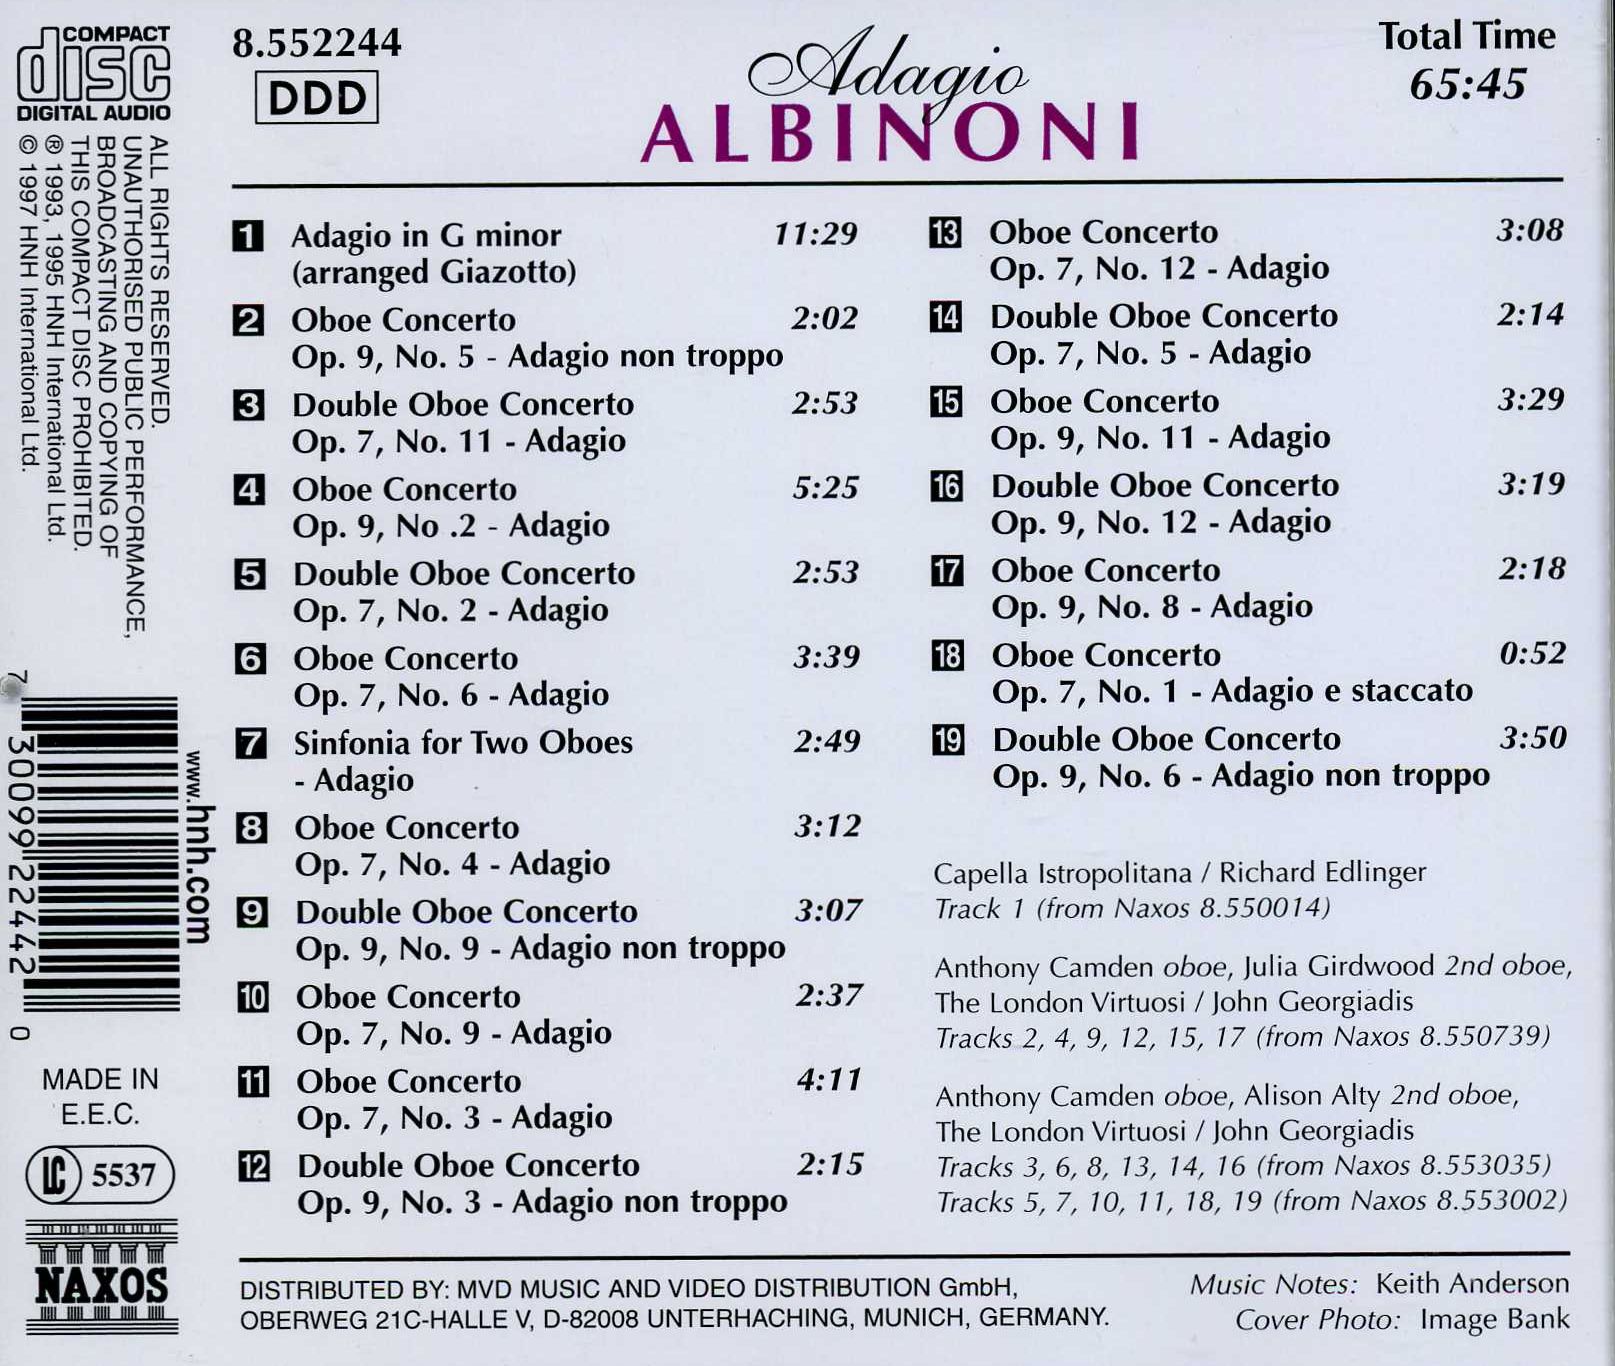 COMPACT
disc
DIGITAL AUDIO
8.552244
DDD
Adagio
ALBINONI
Total Time
65:45
ALL RIGHTS RESERVED.
UNAUTHORISED PUBLIC PERFORMANCE,
BROADCASTING AND COPYING OF
THIS COMPACT DISC PROHIBITED.
℗ 1993, 1995 HNH International Ltd.
© 1997 HNH International Ltd.
1 Adagio in G minor 11:29
(arranged Giazotto)
2 Oboe Concerto 2:02
Op. 9, No. 5 - Adagio non troppo
3 Double Oboe Concerto 2:53
Op. 7, No. 11 - Adagio
4 Oboe Concerto 5:25
Op. 9, No .2 - Adagio
5 Double Oboe Concerto 2:53
Op. 7, No. 2 - Adagio
6 Oboe Concerto 3:39
Op. 7, No. 6 - Adagio
7 Sinfonia for Two Oboes 2:49
- Adagio
8 Oboe Concerto 3:12
Op. 7, No. 4 - Adagio
9 Double Oboe Concerto 3:07
Op. 9, No. 9 - Adagio non troppo
10 Oboe Concerto 2:37
Op. 7, No. 9 - Adagio
11 Oboe Concerto 4:11
Op. 7, No. 3 - Adagio
12 Double Oboe Concerto 2:15
Op. 9, No. 3 - Adagio non troppo
13 Oboe Concerto 3:08
Op. 7, No. 12 - Adagio
14 Double Oboe Concerto 2:14
Op. 7, No. 5 - Adagio
15 Oboe Concerto 3:29
Op. 9, No. 11 - Adagio
16 Double Oboe Concerto 3:19
Op. 9, No. 12 - Adagio
17 Oboe Concerto 2:18
Op. 9, No. 8 - Adagio
18 Oboe Concerto 0:52
Op. 7, No. 1 - Adagio e staccato
19 Double Oboe Concerto 3:50
Op. 9, No. 6 - Adagio non troppo
Capella Istropolitana / Richard Edlinger
Track 1 (from Naxos 8.550014)
Anthony Camden oboe, Julia Girdwood 2nd oboe,
The London Virtuosi / John Georgiadis
Tracks 2, 4, 9, 12, 15, 17 (from Naxos 8.550739)
Anthony Camden oboe, Alison Alty 2nd oboe,
The London Virtuosi / John Georgiadis
Tracks 3, 6, 8, 13, 14, 16 (from Naxos 8.553035)
Tracks 5, 7, 10, 11, 18, 19 (from Naxos 8.553002)
7 30099 22442 0
www.hnh.com
MADE IN
E.E.C.
LC 5537
NAXOS
DISTRIBUTED BY: MVD MUSIC AND VIDEO DISTRIBUTION GmbH,
OBERWEG 21C-HALLE V, D-82008 UNTERHACHING, MUNICH, GERMANY.
Music Notes: Keith Anderson
Cover Photo: Image Bank